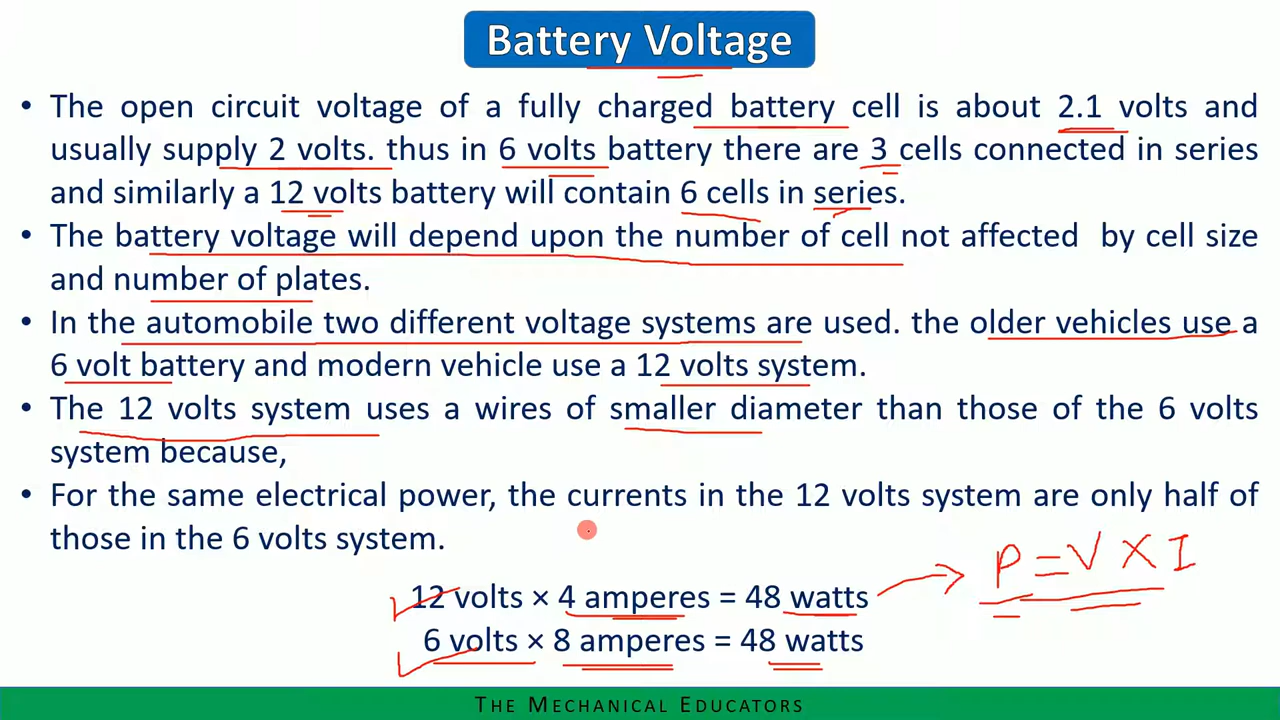 Battery Voltage
• The open circuit voltage of a fully charged battery cell is about 2.1 volts and
usually supply 2 volts. thus in 6 volts battery there are 3 cells connected in series
and similarly a 12 volts battery will contain 6 cells in series.
• The battery voltage will depend upon the number of cell not affected by cell size
and number of plates.
• In the automobile two different voltage systems are used. the older vehicles use a
6 volt battery and modern vehicle use a 12 volts system.
• The 12 volts system uses a wires of smaller diameter than those of the 6 volts
system because,
• For the same electrical power, the currents in the 12 volts system are only half of
those in the 6 volts system.
P = V X I
12 volts × 4 amperes = 48 watts
6 volts × 8 amperes = 48 watts
THE MECHANICAL EDUCATORS